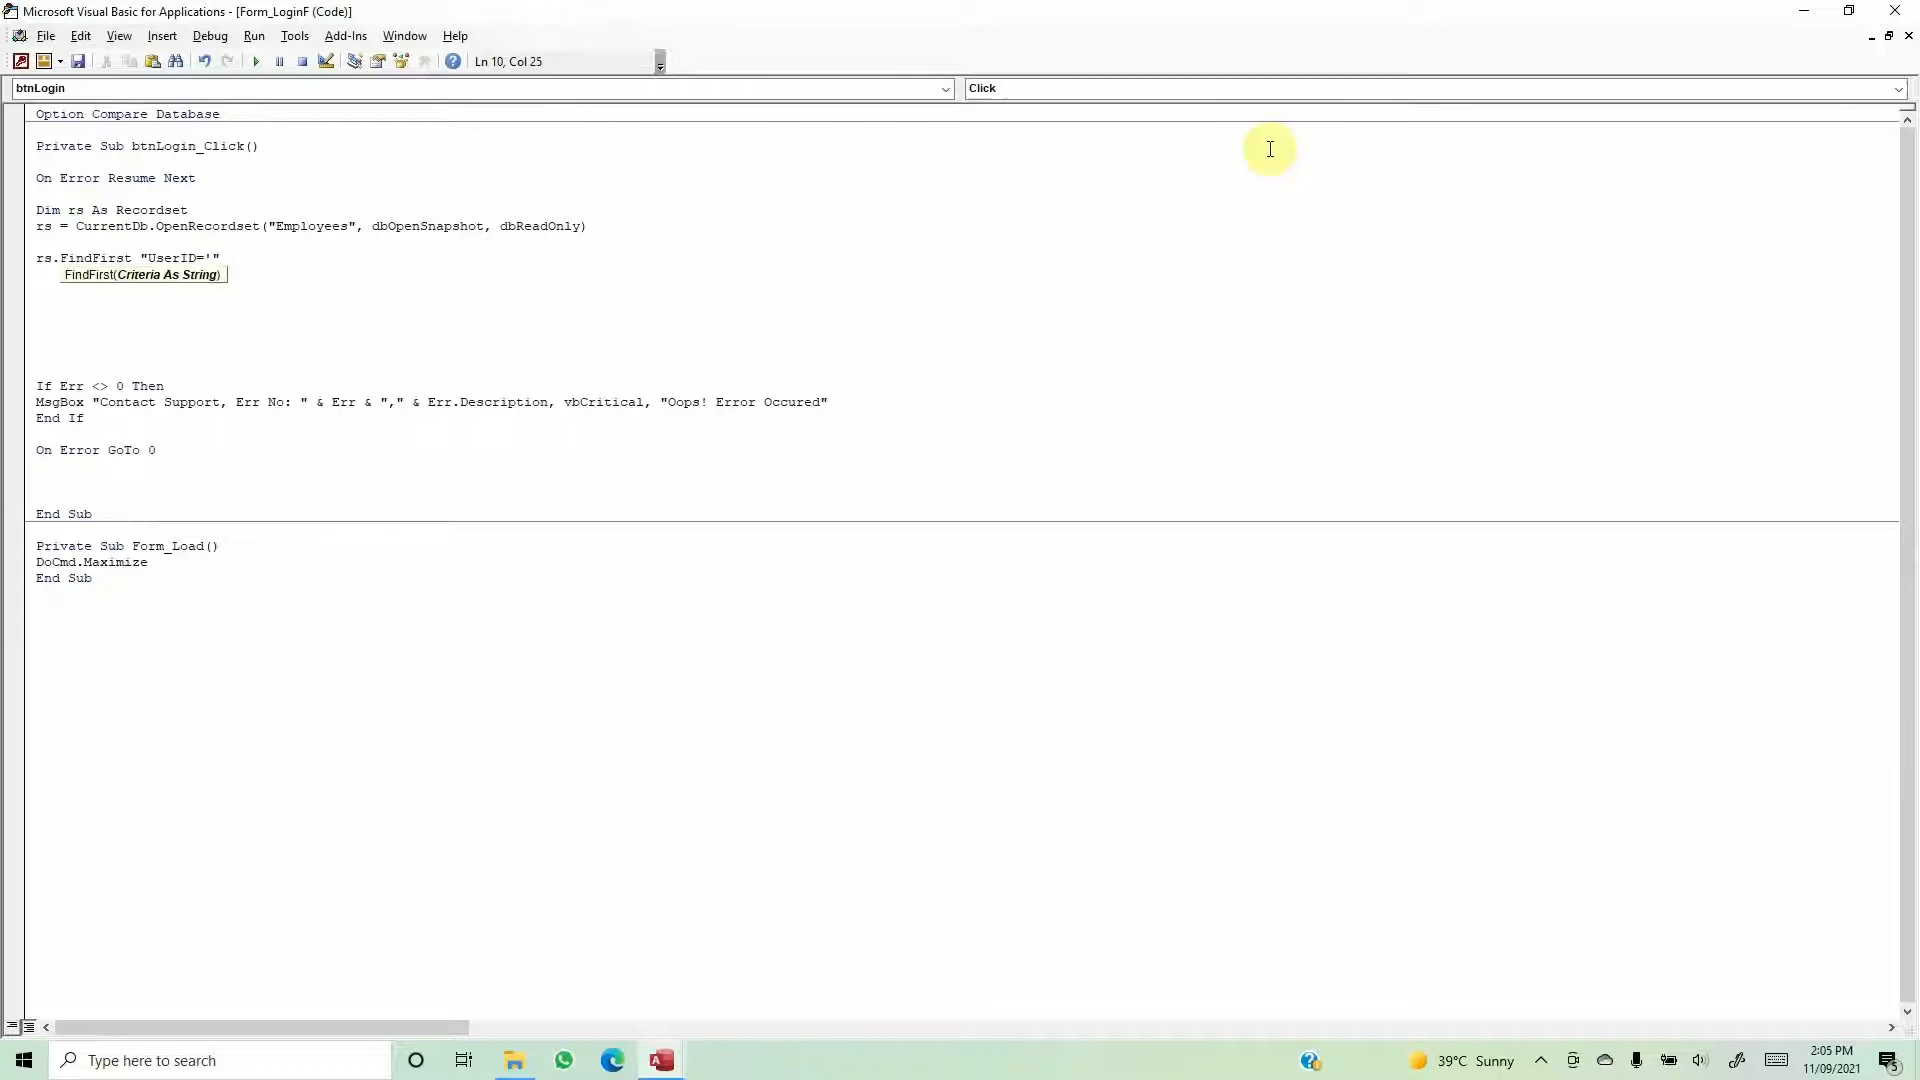 Microsoft Visual Basic for Applications - [Form_LoginF (Code)]
File Edit View Insert Debug Run Tools Add-Ins Window Help
Ln 10, Col 25
btnLogin
Click
Option Compare Database
Private Sub btnLogin_Click()
On Error Resume Next
Dim rs As Recordset
rs = CurrentDb.OpenRecordset("Employees", dbOpenSnapshot, dbReadOnly)
rs.FindFirst "UserID='"
FindFirst(Criteria As String)
If Err <> 0 Then
MsgBox "Contact Support, Err No: " & Err & "," & Err.Description, vbCritical, "Oops! Error Occured"
End If
On Error GoTo 0
End Sub
Private Sub Form_Load()
DoCmd.Maximize
End Sub
Type here to search
39°C Sunny
2:05 PM
11/09/2021
5